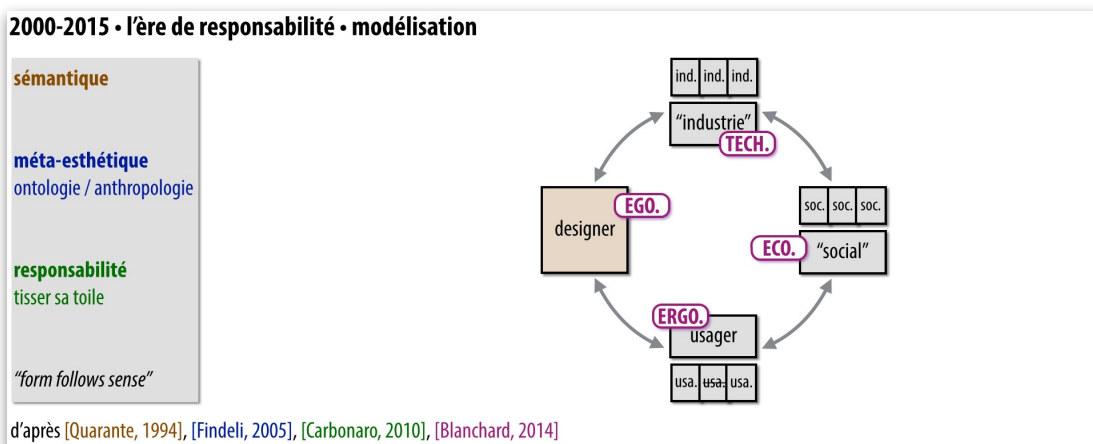 2000-2015 • l'ère de responsabilité • modélisation
sémantique
méta-esthétique
ontologie / anthropologie
responsabilité
tisser sa toile
"form follows sense"
ind. ind. ind.
"industrie"
TECH.
EGO.
designer
soc. soc. soc.
ECO.
"social"
ERGO.
usager
usa. usa. usa.
d'après [Quarante, 1994], [Findeli, 2005], [Carbonaro, 2010], [Blanchard, 2014]